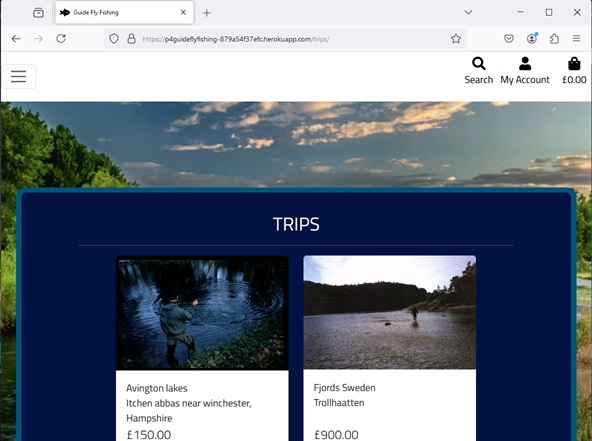 Guide Fly Fishing
https://p4guideflyfishing-879a54f37efc.herokuapp.com/trips/
Search My Account £0.00
TRIPS
Avington lakes
Itchen abbas near winchester,
Hampshire
£150.00
Fjords Sweden
Trollhaatten
£900.00